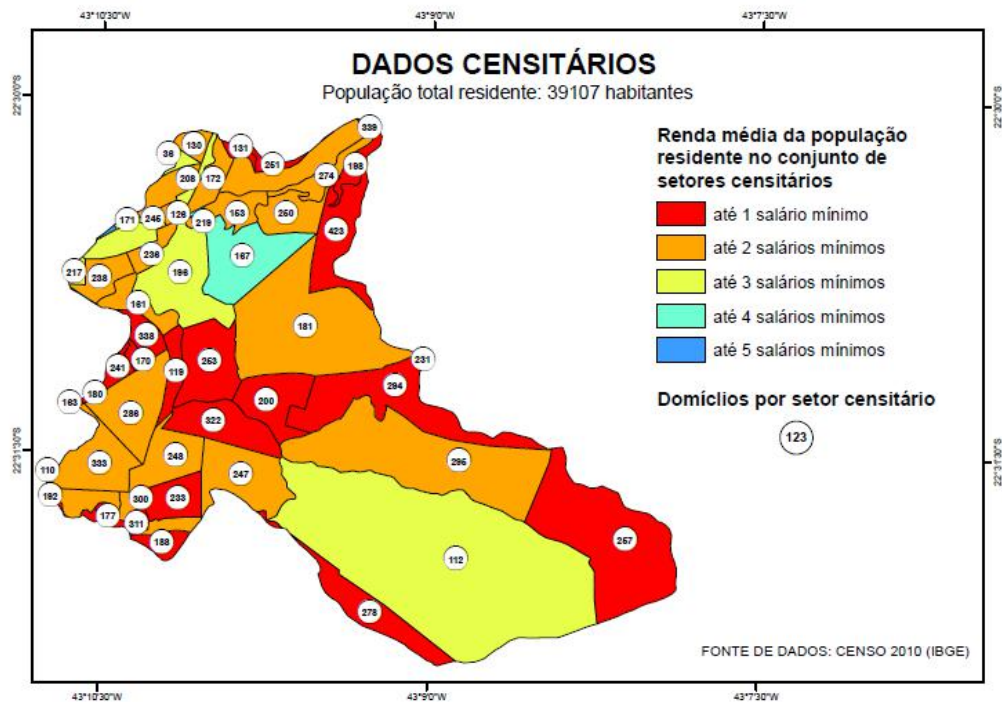 43°10'30"W
43°9'0"W
43°7'30"W
22°30'0"S
22°30'0"S
DADOS CENSITÁRIOS
População total residente: 39107 habitantes
Renda média da população
residente no conjunto de
setores censitários
até 1 salário mínimo
até 2 salários mínimos
até 3 salários mínimos
até 4 salários mínimos
até 5 salários mínimos
Domíclios por setor censitário
123
339
130
131
36
251
198
274
208
172
171
245
126
153
250
219
423
236
167
217
238
196
161
181
338
170
253
231
241
119
294
180
163
286
200
322
248
295
333
110
247
192
300
233
177
311
188
257
112
278
22°31'30"S
22°31'30"S
FONTE DE DADOS: CENSO 2010 (IBGE)
43°10'30"W
43°9'0"W
43°7'30"W